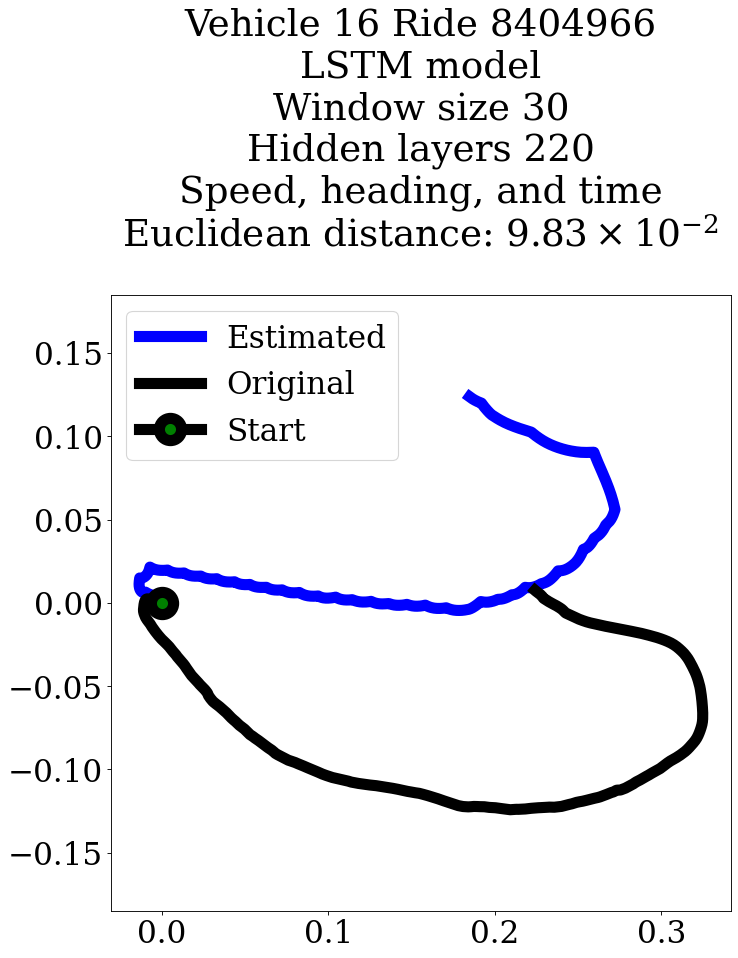 Vehicle 16 Ride 8404966
LSTM model
Window size 30
Hidden layers 220
Speed, heading, and time
Euclidean distance: 9.83 × 10⁻²
Estimated
Original
Start
0.15
0.10
0.05
0.00
−0.05
−0.10
−0.15
0.0 0.1 0.2 0.3